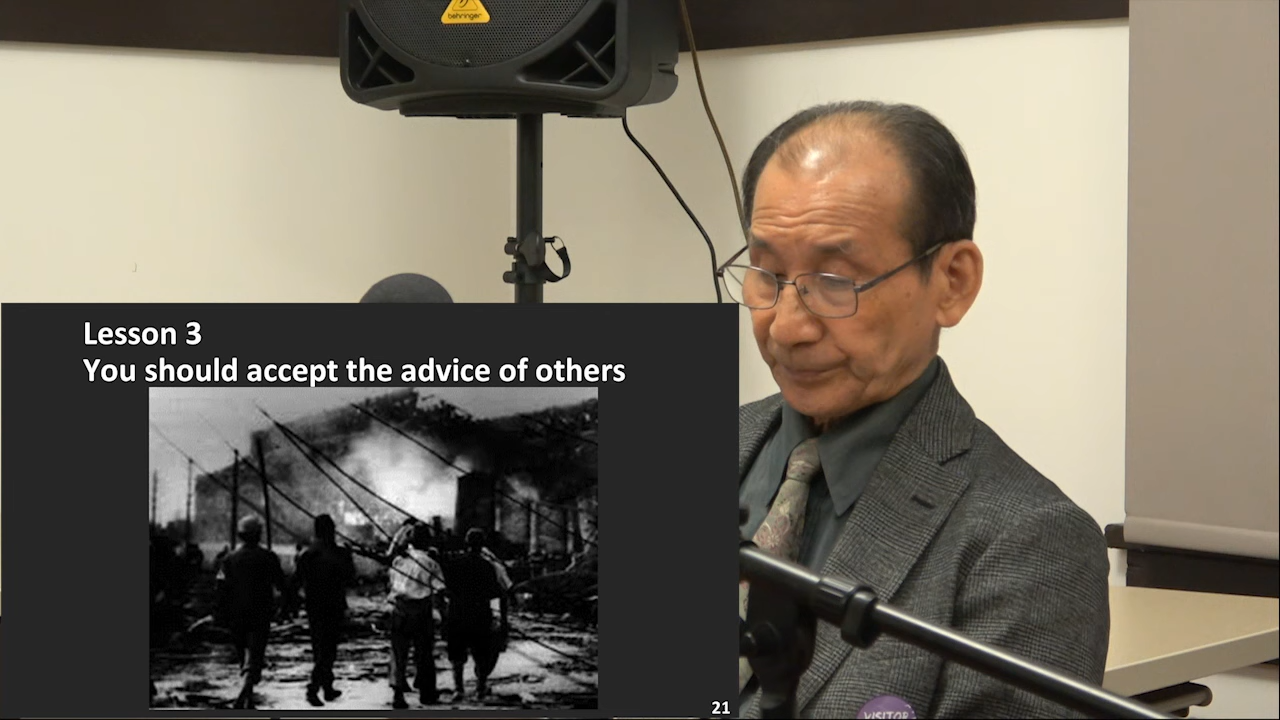 behringer
Lesson 3
You should accept the advice of others
21
VISITOR